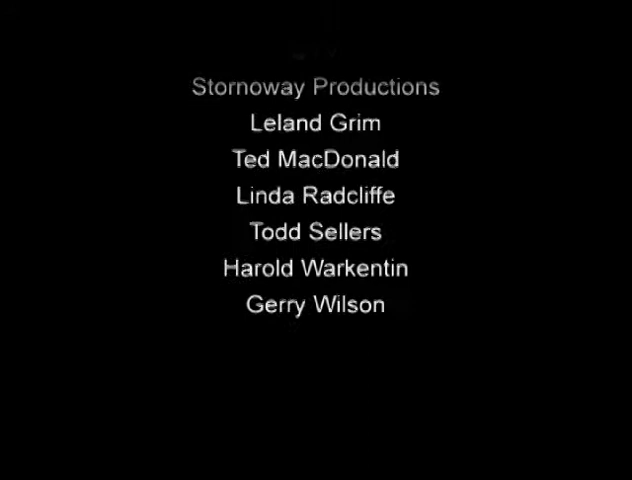 Stornoway Productions
Leland Grim
Ted MacDonald
Linda Radcliffe
Todd Sellers
Harold Warkentin
Gerry Wilson